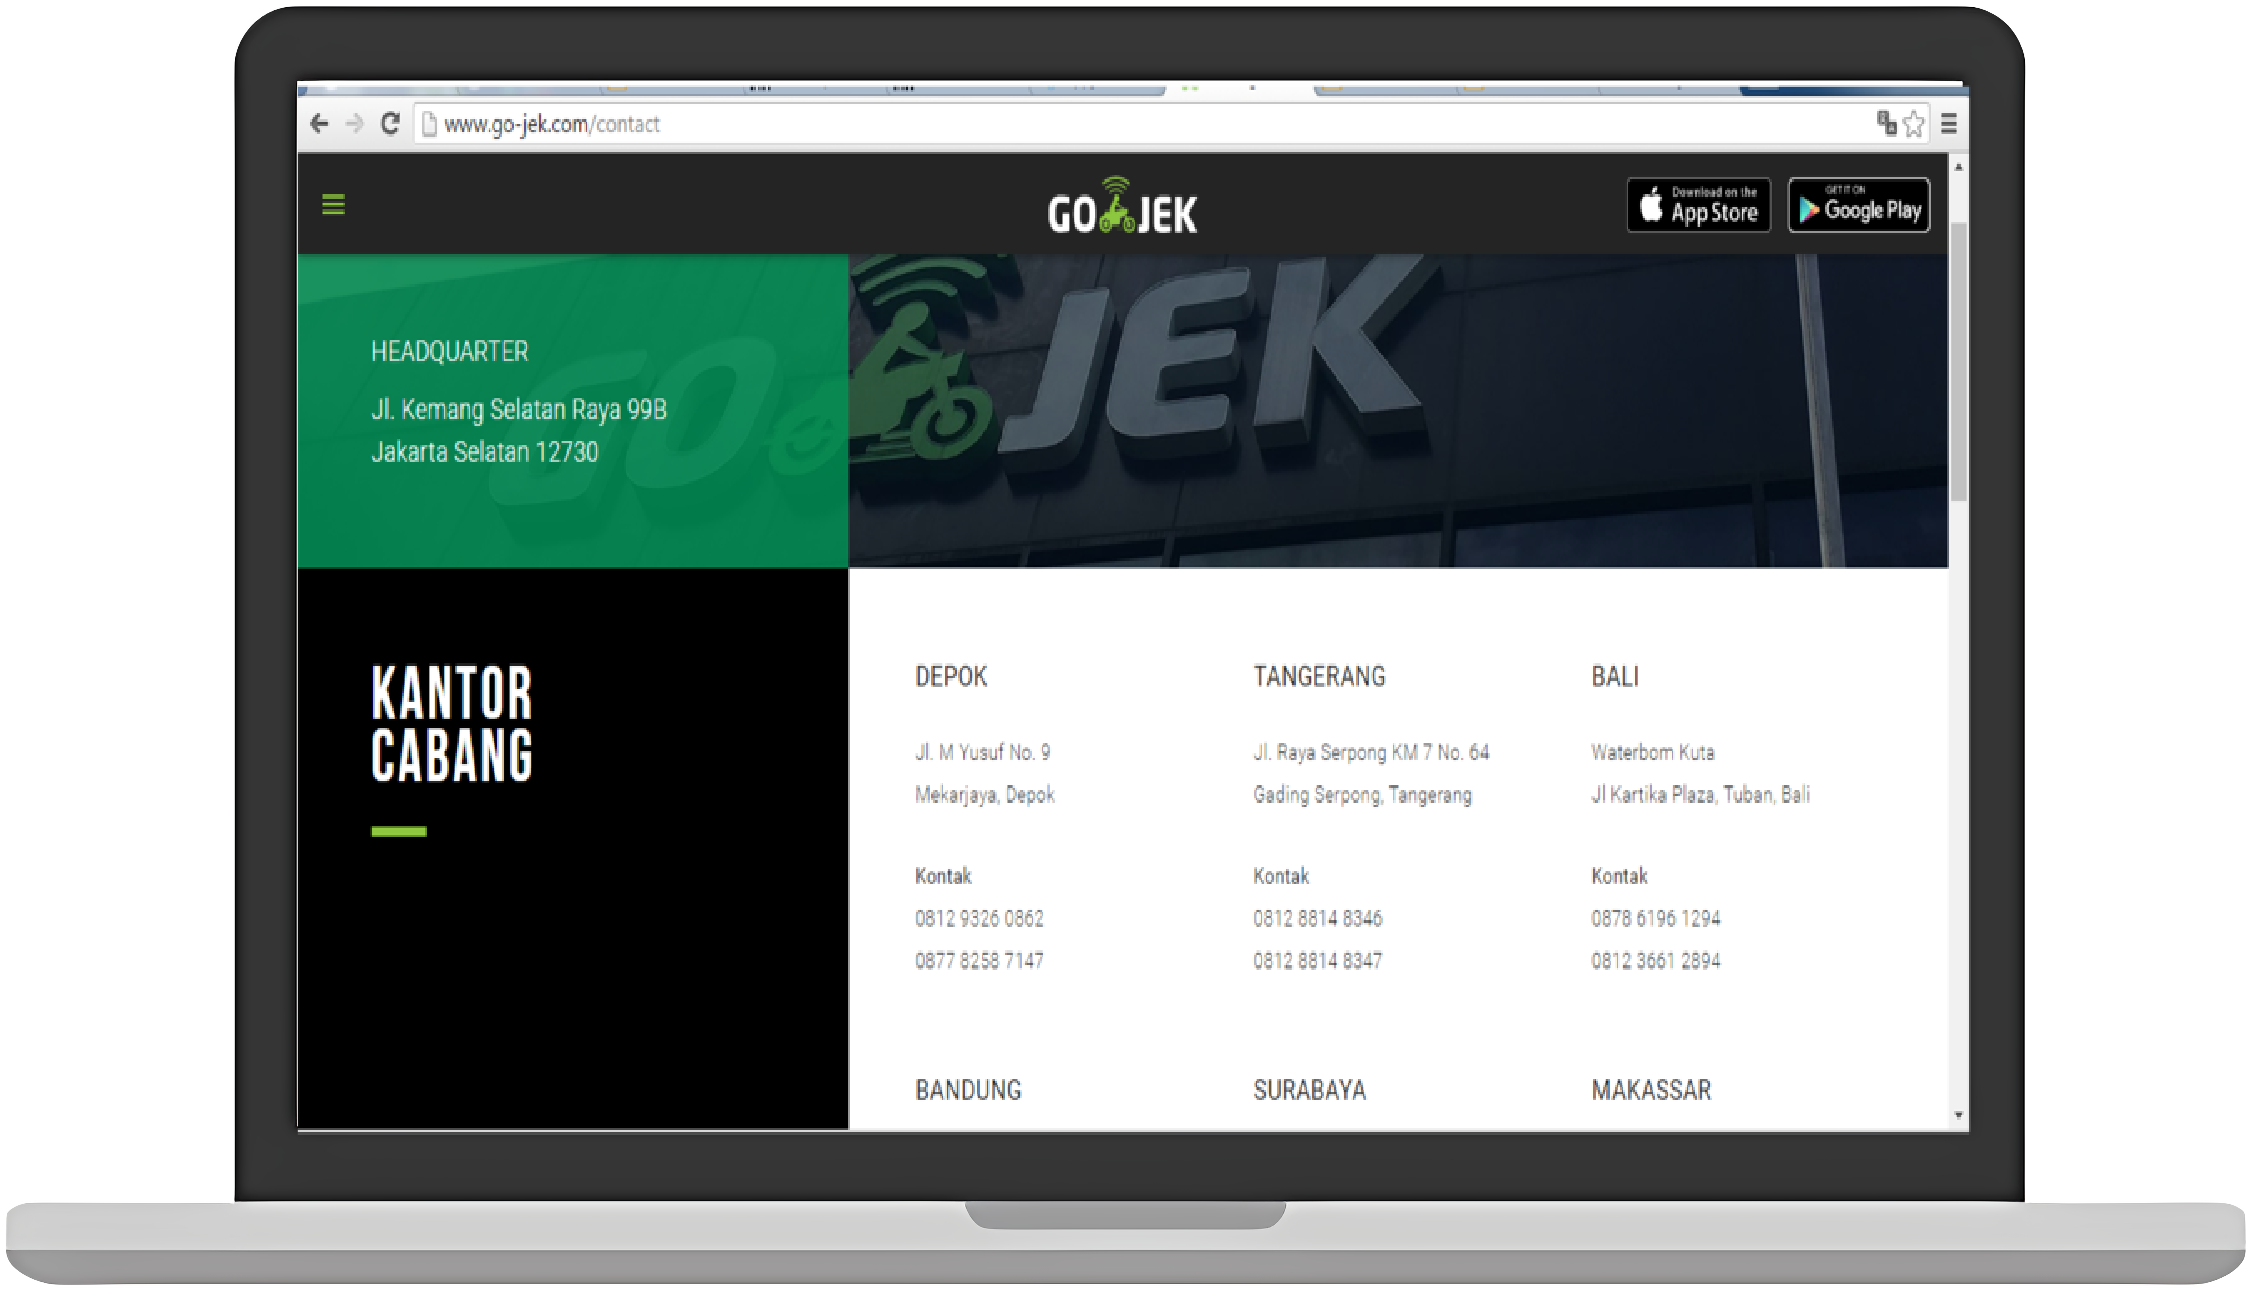 www.go-jek.com/contact
GO JEK
Download on the
App Store
GET IT ON
Google Play
HEADQUARTER
Jl. Kemang Selatan Raya 99B
Jakarta Selatan 12730
GO JEK
KANTOR
CABANG
DEPOK
Jl. M Yusuf No. 9
Mekarjaya, Depok
Kontak
0812 9326 0862
0877 8258 7147
TANGERANG
Jl. Raya Serpong KM 7 No. 64
Gading Serpong, Tangerang
Kontak
0812 8814 8346
0812 8814 8347
BALI
Waterbom Kuta
Jl Kartika Plaza, Tuban, Bali
Kontak
0878 6196 1294
0812 3661 2894
BANDUNG
SURABAYA
MAKASSAR